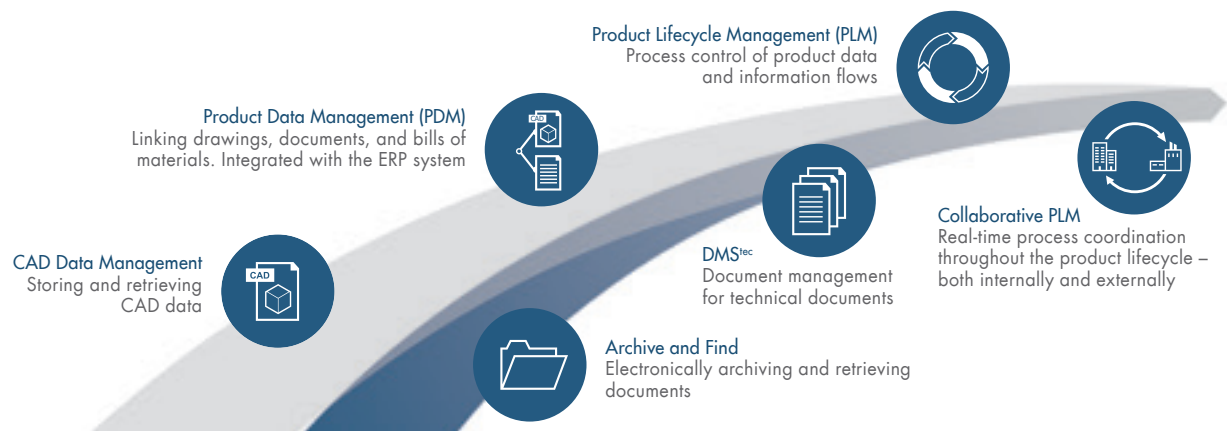 Product Lifecycle Management (PLM)
Process control of product data
and information flows
Product Data Management (PDM)
Linking drawings, documents, and bills of
materials. Integrated with the ERP system
CAD
CAD Data Management
Storing and retrieving
CAD data
CAD
DMStec
Document management
for technical documents
Collaborative PLM
Real-time process coordination
throughout the product lifecycle –
both internally and externally
Archive and Find
Electronically archiving and retrieving
documents